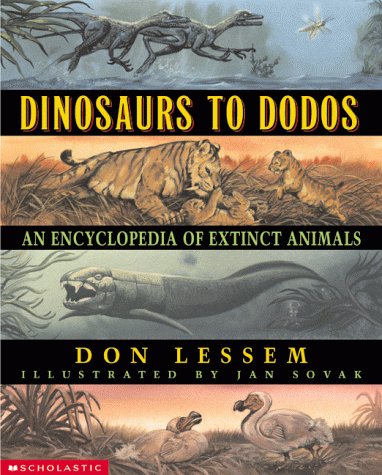 DINOSAURS TO DODOS
AN ENCYCLOPEDIA OF EXTINCT ANIMALS
DON LESSEM
ILLUSTRATED BY JAN SOVAK
SCHOLASTIC